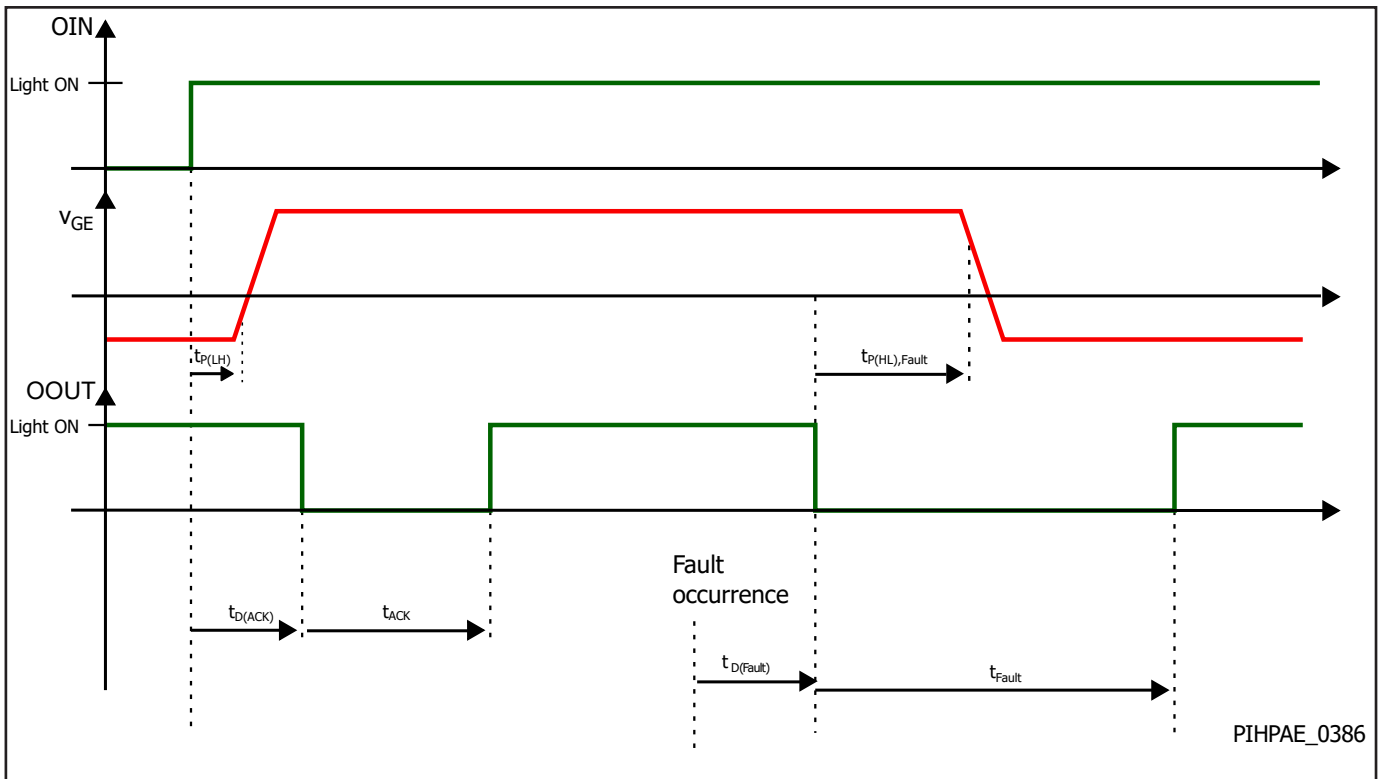 OIN
Light ON
vGE
tP(LH)
tP(HL),Fault
OOUT
Light ON
Fault
occurrence
tD(ACK)
tACK
t D(Fault)
tFault
PIHPAE_0386